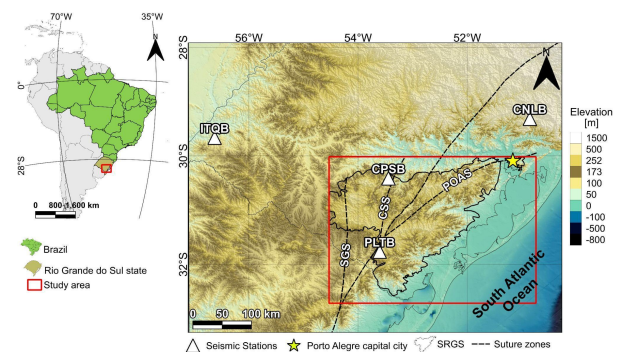 70°W
35°W
0°
28°S
N
0 800 1,600 km
Brazil
Rio Grande do Sul state
Study area
56°W
54°W
52°W
28°S
30°S
32°S
N
CNLB
ITQB
CPSB
POAS
CSS
PLTB
SGS
South Atlantic
Ocean
0 50 100 km
Elevation
[m]
1500
500
252
173
100
50
0
-100
-500
-800
Seismic Stations
Porto Alegre capital city
SRGS
Suture zones